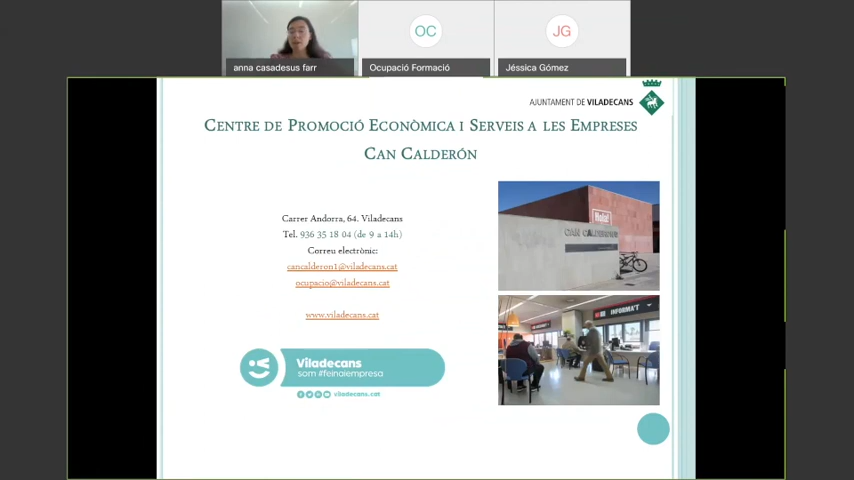 OC
JG
anna casadesus farr
Ocupació Formació
Jéssica Gómez
AJUNTAMENT DE VILADECANS
CENTRE DE PROMOCIÓ ECONÒMICA I SERVEIS A LES EMPRESES
CAN CALDERÓN
Carrer Andorra, 64. Viladecans
Tel. 936 35 18 04 (de 9 a 14h)
Correu electrònic:
cancalderon1@viladecans.cat
ocupacio@viladecans.cat
www.viladecans.cat
Viladecans
som #feinaiempresa
viladecans.cat
Hola!
CAN CALDERON
INFORMA'T